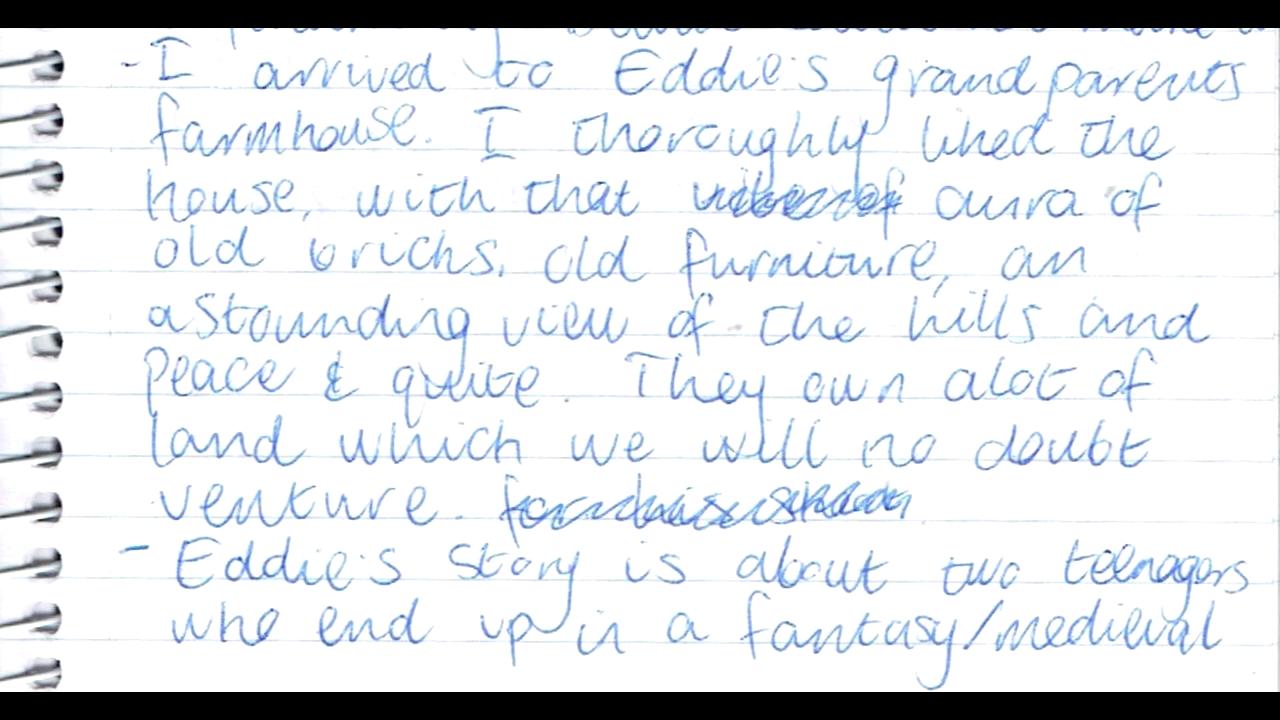 - I arrived to Eddie's grandparents
farmhouse. I thoroughly liked the
house, with that aura of
old bricks, old furniture, an
astounding view of the hills and
peace & quite. They own alot of
land which we will no doubt
venture.
- Eddie's story is about two teenagers
who end up in a fantasy/medieval